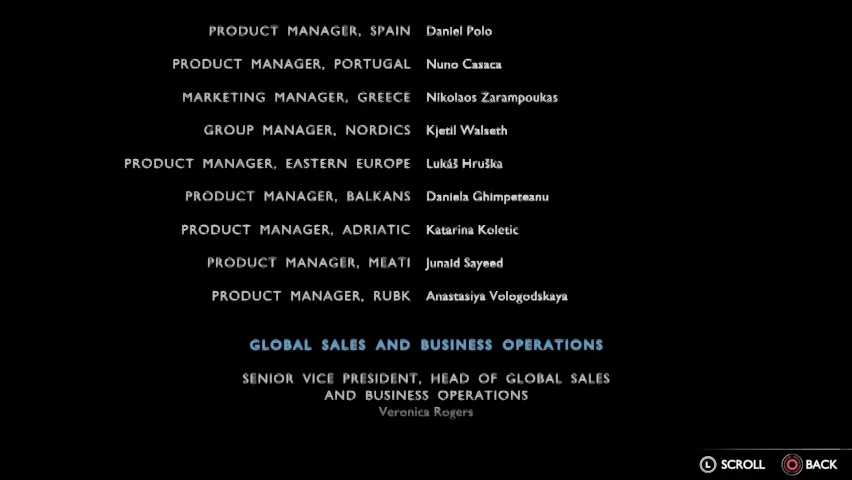 PRODUCT MANAGER, SPAIN Daniel Polo
PRODUCT MANAGER, PORTUGAL Nuno Casaca
MARKETING MANAGER, GREECE Nikolaos Zarampoukas
GROUP MANAGER, NORDICS Kjetil Walseth
PRODUCT MANAGER, EASTERN EUROPE Lukáš Hruška
PRODUCT MANAGER, BALKANS Daniela Ghimpeteanu
PRODUCT MANAGER, ADRIATIC Katarina Koletic
PRODUCT MANAGER, MEATI Junaid Sayeed
PRODUCT MANAGER, RUBK Anastasiya Vologodskaya
GLOBAL SALES AND BUSINESS OPERATIONS
SENIOR VICE PRESIDENT, HEAD OF GLOBAL SALES
AND BUSINESS OPERATIONS
Veronica Rogers
L SCROLL BACK